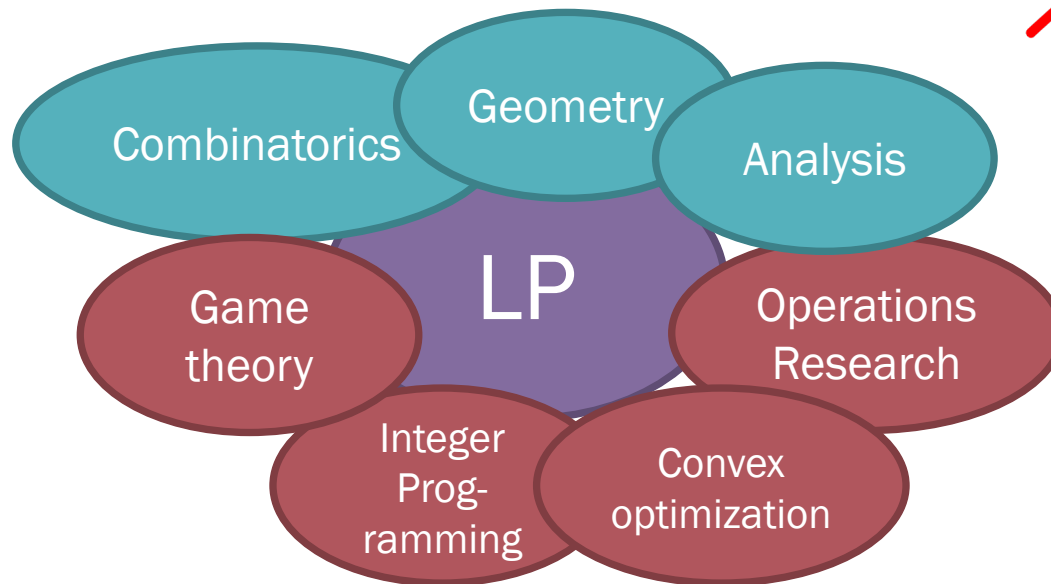 Combinatorics
Geometry
Analysis
LP
Game
theory
Operations
Research
Integer
Prog-
ramming
Convex
optimization